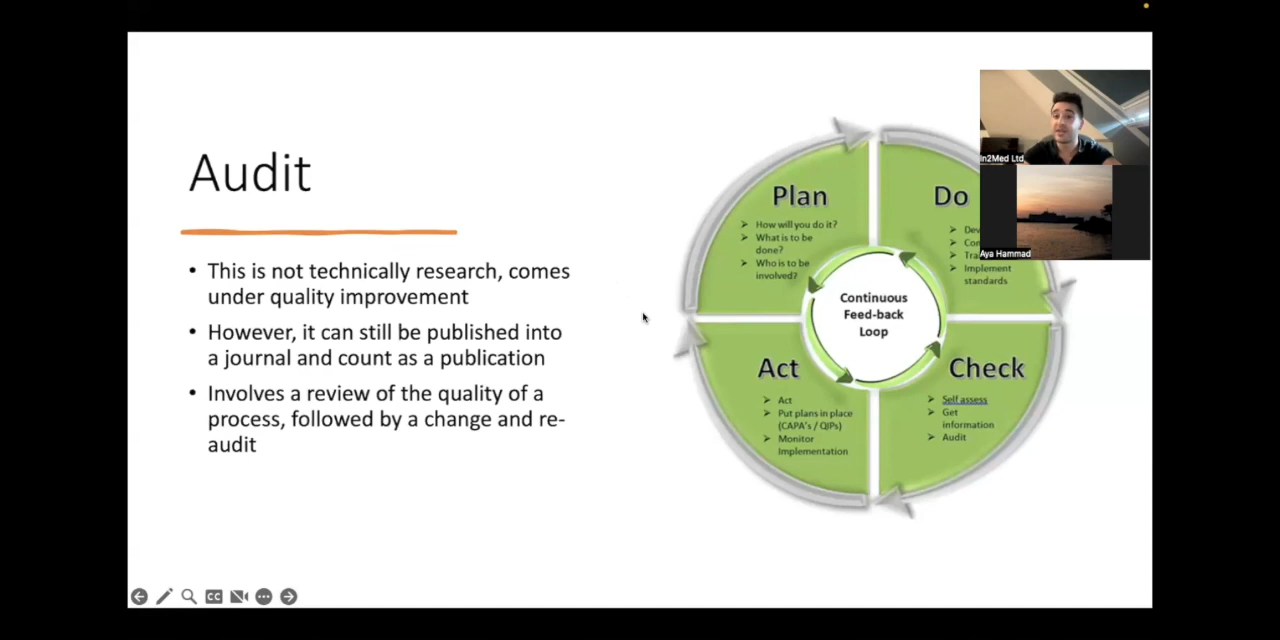 Audit
• This is not technically research, comes
under quality improvement
• However, it can still be published into
a journal and count as a publication
• Involves a review of the quality of a
process, followed by a change and re-
audit
Plan
➢ How will you do it?
➢ What is to be
done?
➢ Who is to be
involved?
Do
➢ Dev
➢ Con
➢ Tra
➢ Implement
standards
Continuous
Feed-back
Loop
Act
➢ Act
➢ Put plans in place
(CAPA's / QIPs)
➢ Monitor
Implementation
Check
➢ Self assess
➢ Get
information
➢ Audit
In2Med Ltd
Aya Hammad
CC